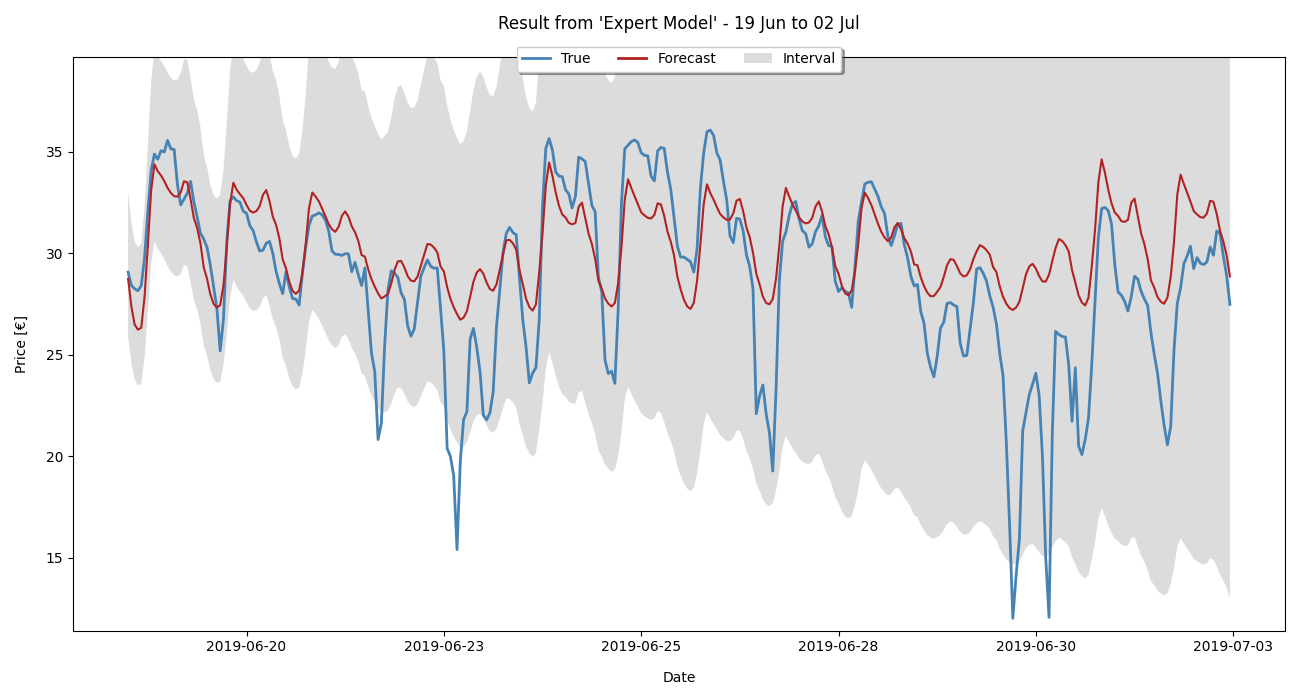 Result from 'Expert Model' - 19 Jun to 02 Jul
True Forecast Interval
35
30
25
20
15
Price [€]
2019-06-20 2019-06-23 2019-06-25 2019-06-28 2019-06-30 2019-07-03
Date